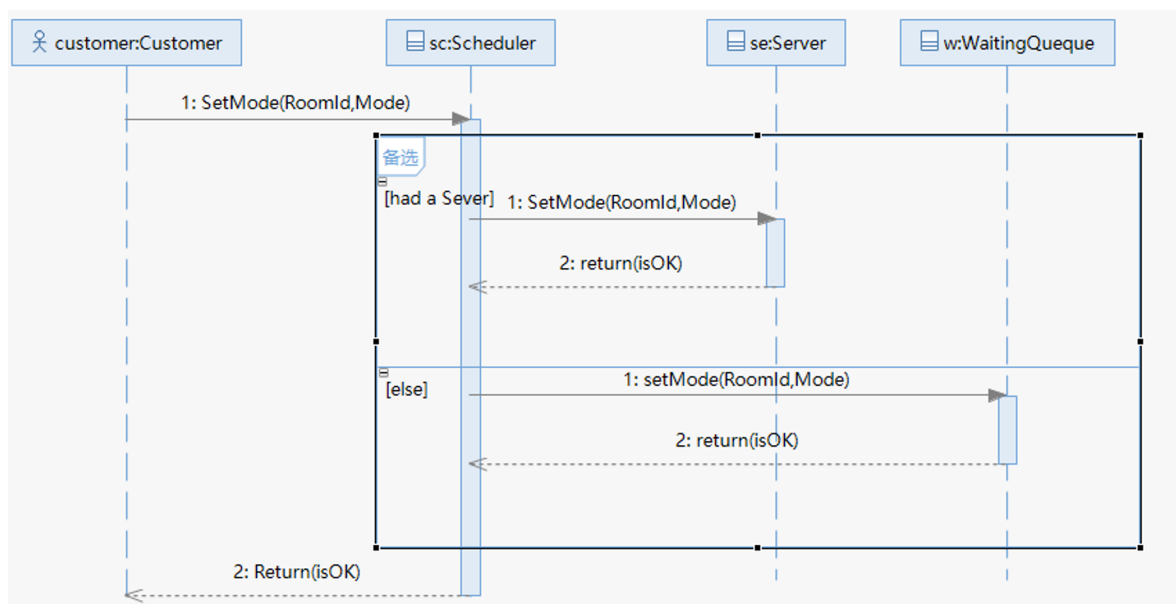 customer:Customer
sc:Scheduler
se:Server
w:WaitingQueque
1: SetMode(RoomId,Mode)
备选
[had a Sever]
1: SetMode(RoomId,Mode)
2: return(isOK)
[else]
1: setMode(RoomId,Mode)
2: return(isOK)
2: Return(isOK)